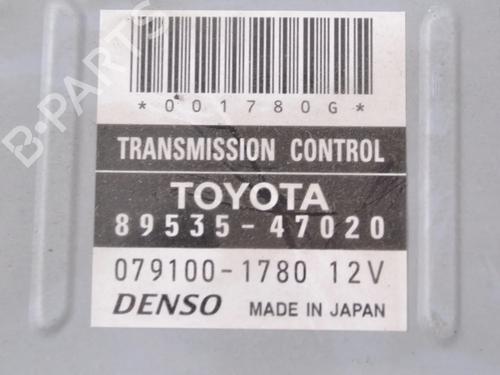 *001780G*
TRANSMISSION CONTROL
TOYOTA
89535-47020
079100-1780 12V
DENSO MADE IN JAPAN
B-PARTS